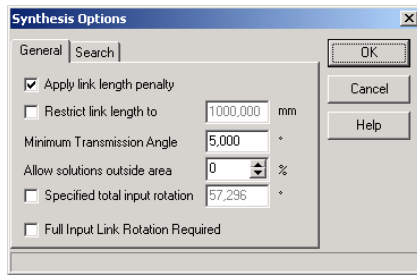 Synthesis Options
General Search
OK
Apply link length penalty
Cancel
Restrict link length to 1000,000 mm
Help
Minimum Transmission Angle 5,000 °
Allow solutions outside area 0 %
Specified total input rotation 57,296 °
Full Input Link Rotation Required